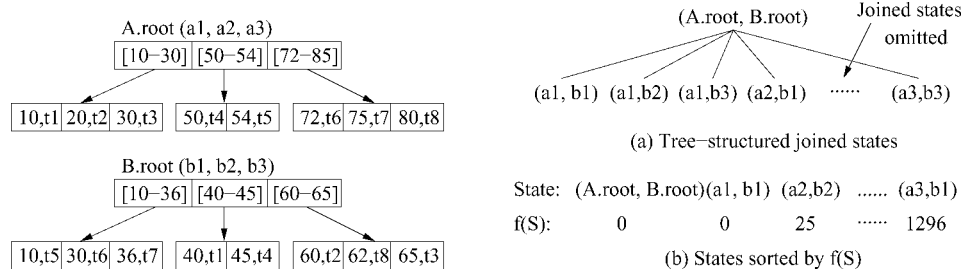 A.root (a1, a2, a3)
[10−30] [50−54] [72−85]
10,t1 20,t2 30,t3 50,t4 54,t5 72,t6 75,t7 80,t8
B.root (b1, b2, b3)
[10−36] [40−45] [60−65]
10,t5 30,t6 36,t7 40,t1 45,t4 60,t2 62,t8 65,t3
(A.root, B.root)
Joined states
omitted
(a1, b1) (a1,b2) (a1,b3) (a2,b1) ...... (a3,b3)
(a) Tree−structured joined states
State: (A.root, B.root) (a1, b1) (a2,b2) ...... (a3,b1)
f(S): 0 0 25 ...... 1296
(b) States sorted by f(S)